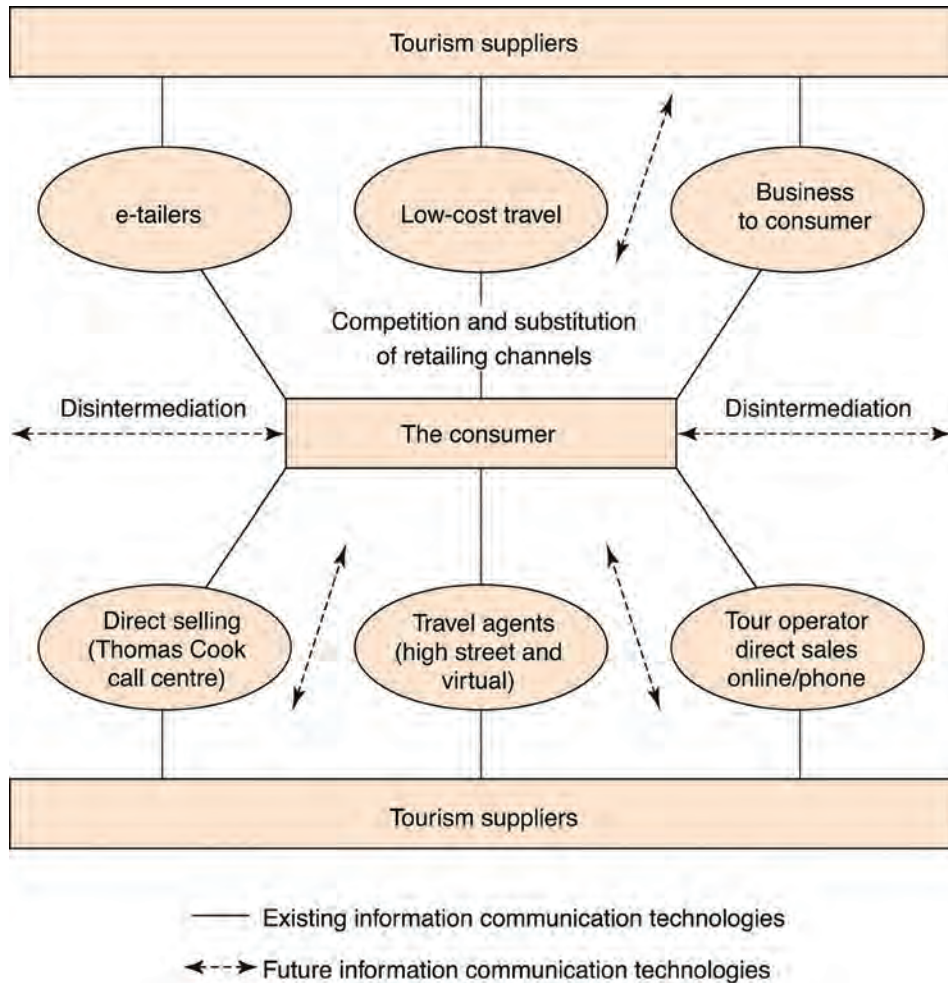 Tourism suppliers
e-tailers
Low-cost travel
Business
to consumer
Competition and substitution
of retailing channels
Disintermediation
Disintermediation
The consumer
Direct selling
(Thomas Cook
call centre)
Travel agents
(high street and
virtual)
Tour operator
direct sales
online/phone
Tourism suppliers
Existing information communication technologies
Future information communication technologies